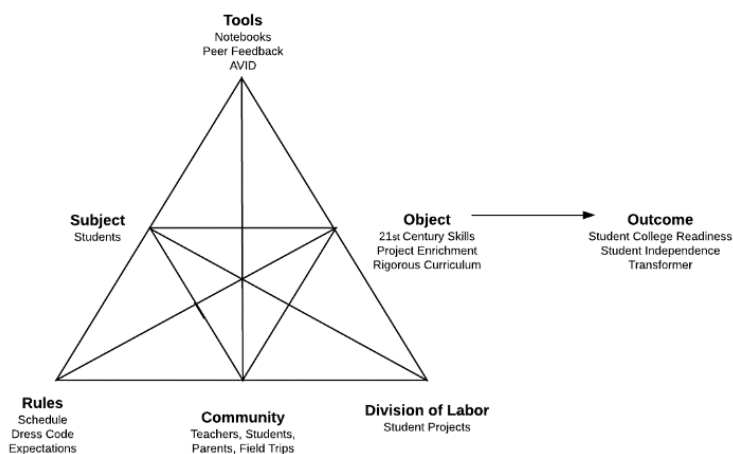 Tools
Notebooks
Peer Feedback
AVID
Subject
Students
Object
21st Century Skills
Project Enrichment
Rigorous Curriculum
Outcome
Student College Readiness
Student Independence
Transformer
Rules
Schedule
Dress Code
Expectations
Community
Teachers, Students,
Parents, Field Trips
Division of Labor
Student Projects